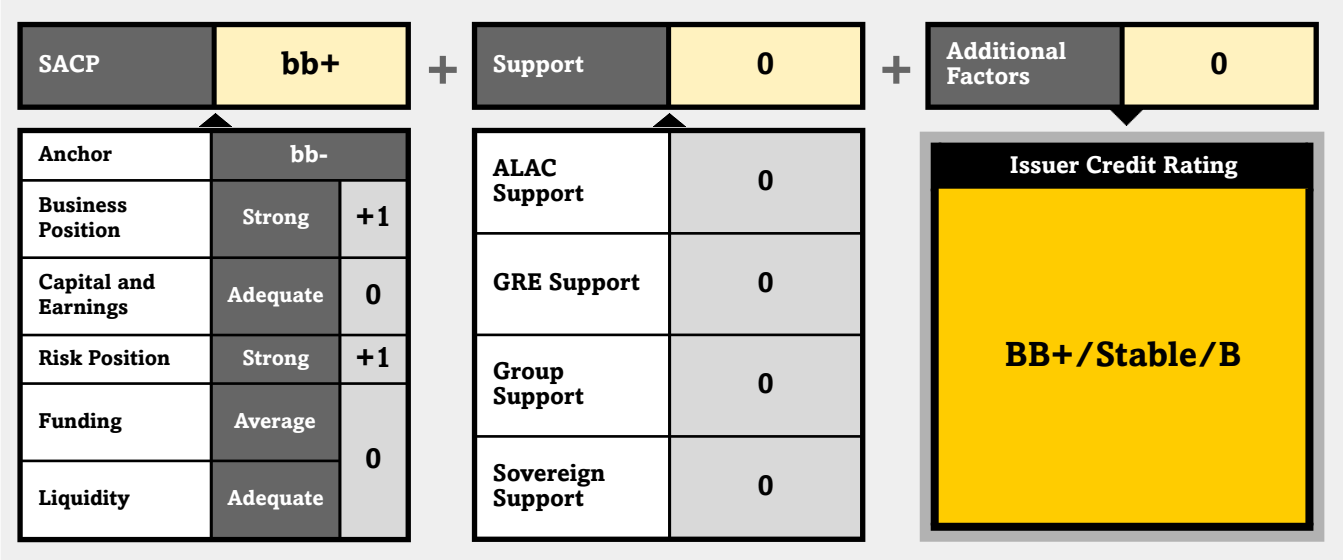 SACP
bb+
+
Support
0
+
Additional
Factors
0
Anchor
bb-
Business
Position
Strong
+1
Capital and
Earnings
Adequate
0
Risk Position
Strong
+1
Funding
Average
0
Liquidity
Adequate
ALAC
Support
0
GRE Support
0
Group
Support
0
Sovereign
Support
0
Issuer Credit Rating
BB+/Stable/B